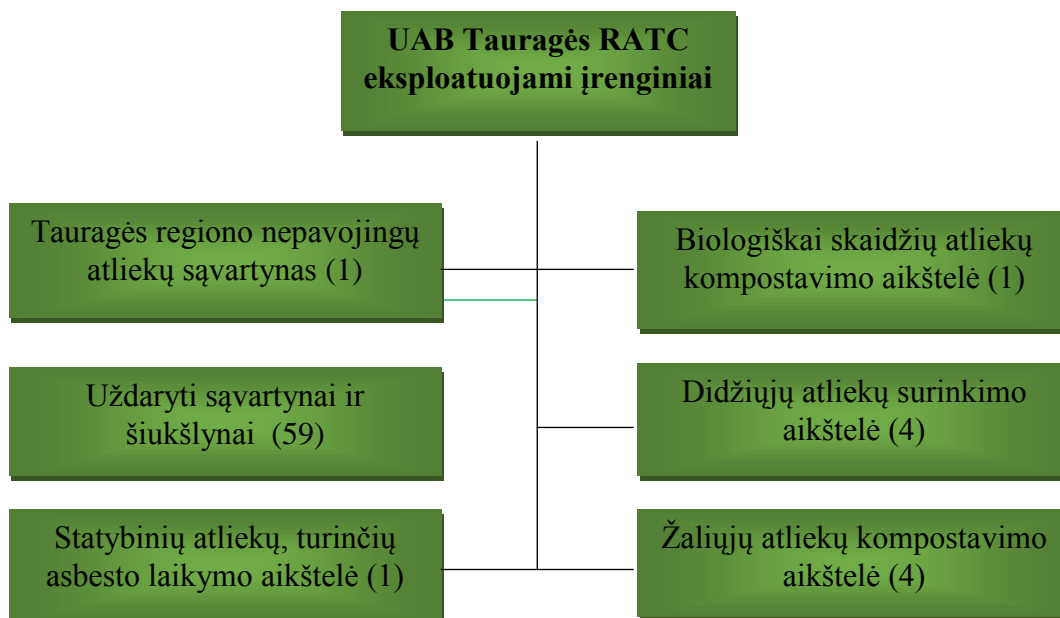 UAB Tauragės RATC
eksploatuojami įrenginiai
Tauragės regiono nepavojingų
atliekų sąvartynas (1)
Biologiškai skaidžių atliekų
kompostavimo aikštelė (1)
Uždaryti sąvartynai ir
šiukšlynai (59)
Didžiųjų atliekų surinkimo
aikštelė (4)
Statybinių atliekų, turinčių
asbesto laikymo aikštelė (1)
Žaliųjų atliekų kompostavimo
aikštelė (4)